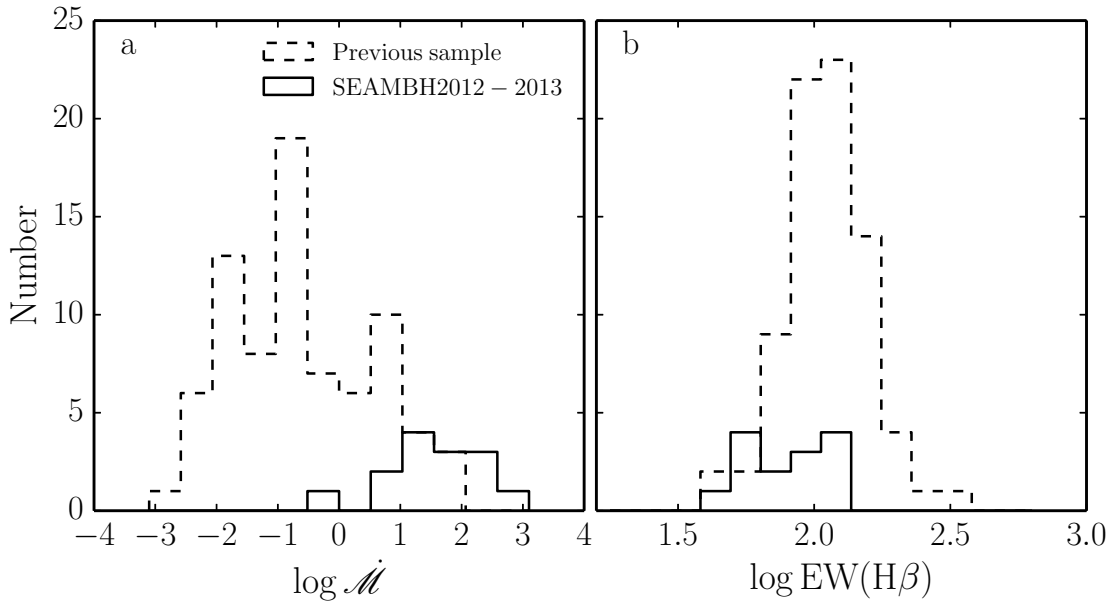 a
Previous sample
SEAMBH2012 – 2013
b
Number
25
20
15
10
5
0
−4 −3 −2 −1 0 1 2 3 4
1.5 2.0 2.5 3.0
log ℳ̇
log EW(Hβ)